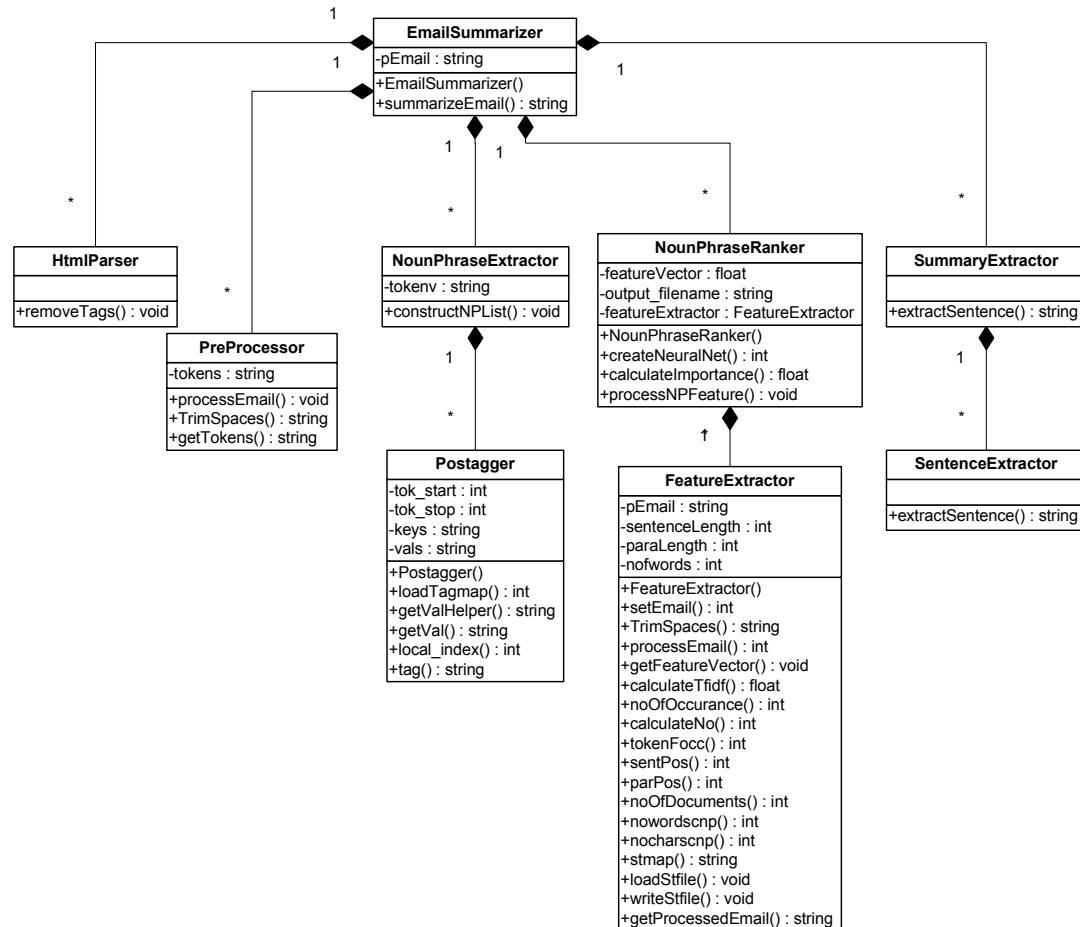 1
EmailSummarizer
-pEmail : string
+EmailSummarizer()
+summarizeEmail() : string
1
1
1
1
*
*
*
*
*
HtmlParser
+removeTags() : void
PreProcessor
-tokens : string
+processEmail() : void
+TrimSpaces() : string
+getTokens() : string
NounPhraseExtractor
-tokenv : string
+constructNPList() : void
NounPhraseRanker
-featureVector : float
-output_filename : string
-featureExtractor : FeatureExtractor
+NounPhraseRanker()
+createNeuralNet() : int
+calculateImportance() : float
+processNPFeature() : void
SummaryExtractor
+extractSentence() : string
1
*
1
*
1
*
Postagger
-tok_start : int
-tok_stop : int
-keys : string
-vals : string
+Postagger()
+loadTagmap() : int
+getValHelper() : string
+getVal() : string
+local_index() : int
+tag() : string
FeatureExtractor
-pEmail : string
-sentenceLength : int
-paraLength : int
-nofwords : int
+FeatureExtractor()
+setEmail() : int
+TrimSpaces() : string
+processEmail() : int
+getFeatureVector() : void
+calculateTfidf() : float
+noOfOccurance() : int
+calculateNo() : int
+tokenFocc() : int
+sentPos() : int
+parPos() : int
+noOfDocuments() : int
+nowordscnp() : int
+nocharscnp() : int
+stmap() : string
+loadStfile() : void
+writeStfile() : void
+getProcessedEmail() : string
SentenceExtractor
+extractSentence() : string